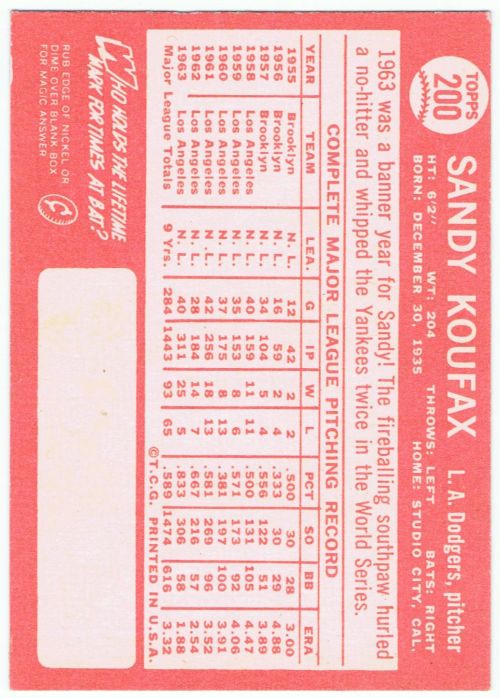 TOPPS
200
SANDY KOUFAX L. A. Dodgers, pitcher
HT: 6'2" WT: 204 THROWS: LEFT BATS: RIGHT
BORN: DECEMBER 30, 1935 HOME: STUDIO CITY, CAL.
1963 was a banner year for Sandy! The fireballing southpaw hurled
a no-hitter and whipped the Yankees twice in the World Series.
COMPLETE MAJOR LEAGUE PITCHING RECORD
YEAR TEAM LEA. G IP W L PCT SO BB ERA
1955 Brooklyn N. L. 12 42 2 2 .500 30 28 3.00
1956 Brooklyn N. L. 16 59 2 4 .333 30 29 4.88
1957 Brooklyn N. L. 34 104 5 4 .556 122 51 3.89
1958 Los Angeles N. L. 40 159 11 11 .500 131 105 4.47
1959 Los Angeles N. L. 35 153 8 6 .571 173 92 4.06
1960 Los Angeles N. L. 37 175 8 13 .381 197 100 3.91
1961 Los Angeles N. L. 42 256 18 13 .581 269 96 3.52
1962 Los Angeles N. L. 28 184 14 7 .667 216 57 2.54
1963 Los Angeles N. L. 40 311 25 5 .833 306 58 1.88
Major League Totals 9 Yrs. 284 1443 93 65 .589 1474 616 3.32
©T.C.G. PRINTED IN U.S.A.
WHO HOLDS THE LIFETIME
MARK FOR TIMES AT BAT?
RUB EDGE OF NICKEL OR
DIME OVER BLANK BOX
FOR MAGIC ANSWER